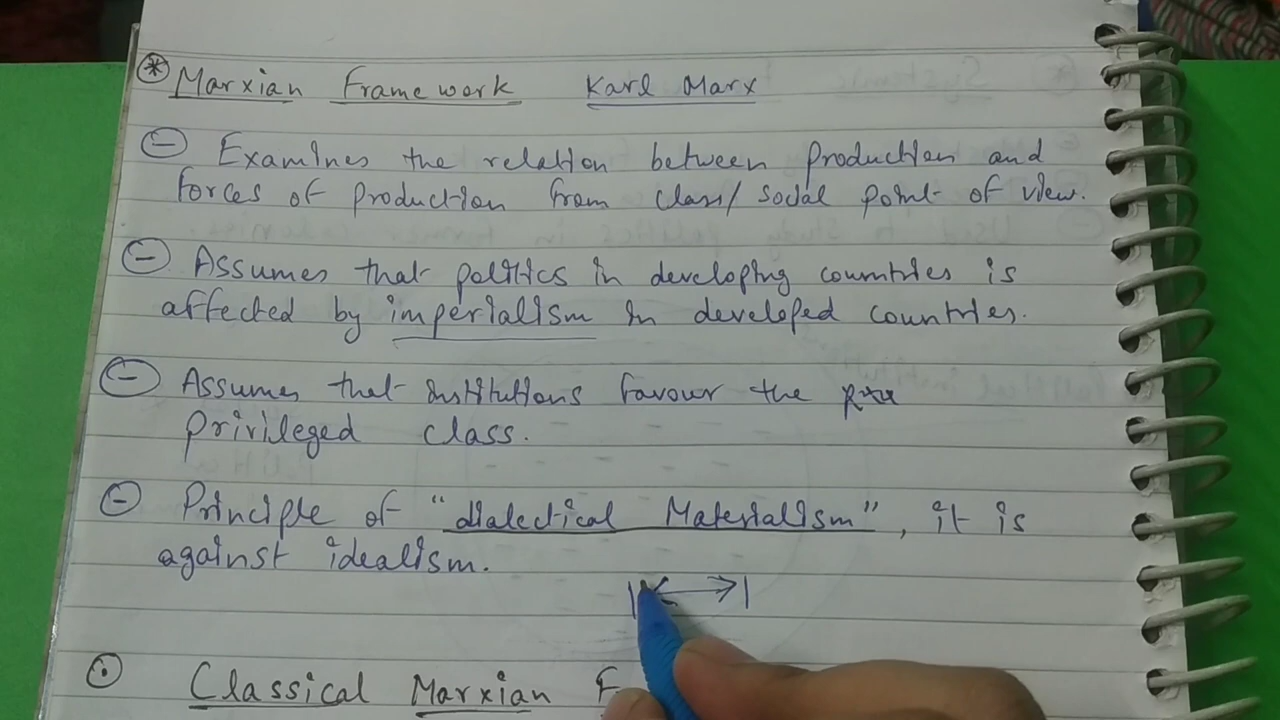 * Marxian Framework Karl Marx
- Examines the relation between production and
forces of production from class/social point of view.
- Assumes that politics in developing countries is
affected by imperialism in developed countries.
- Assumes that institutions favour the
privileged class.
- Principle of "dialectical Materialism", it is
against idealism.
Classical Marxian F